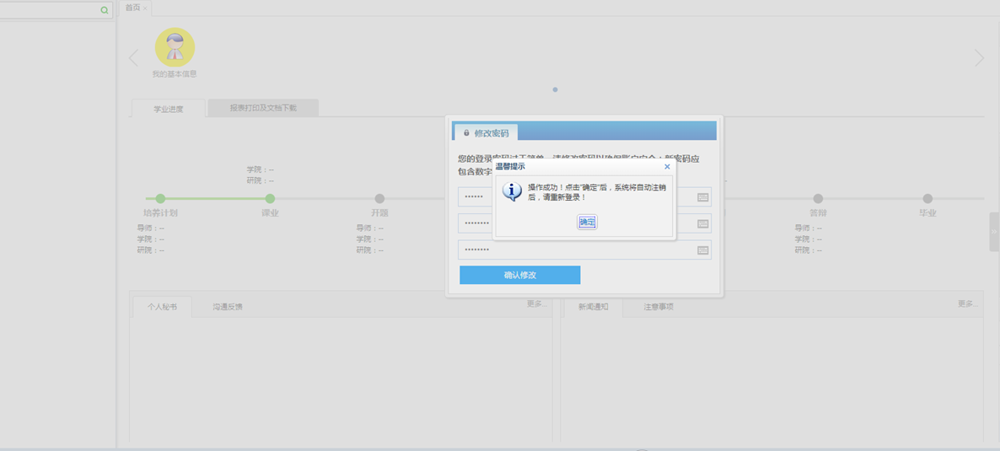 首页
我的基本信息
学业进度
报表打印及文档下载
学院：--
研院：--
培养计划
课业
开题
答辩
毕业
导师：--
学院：--
研院：--
导师：--
学院：--
研院：--
导师：--
学院：--
研院：--
修改密码
您的登录密码过于简单，请修改密码以确保账户安全；新密码应
包含数字
温馨提示
操作成功！点击"确定"后，系统将自动注销
后，请重新登录！
确定
确认修改
个人秘书
沟通反馈
更多...
新闻通知
注意事项
更多...